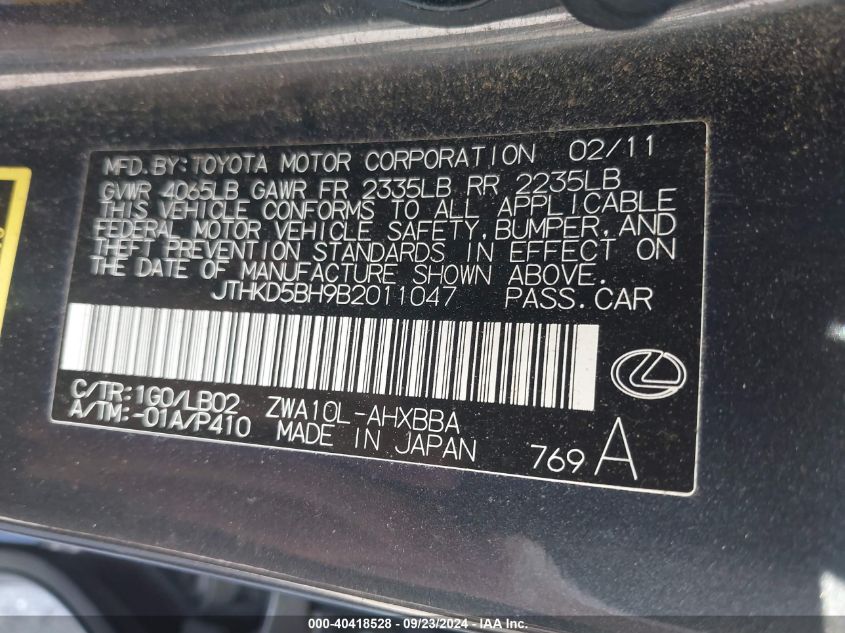 MFD.BY:TOYOTA MOTOR CORPORATION 02/11
GVWR 4065LB GAWR FR 2335LB RR 2235LB
THIS VEHICLE CONFORMS TO ALL APPLICABLE
FEDERAL MOTOR VEHICLE SAFETY,BUMPER,AND
THEFT PREVENTION STANDARDS IN EFFECT ON
THE DATE OF MANUFACTURE SHOWN ABOVE.
JTHKD5BH9B2011047 PASS.CAR
C/TR:1G0/LB02 ZWA10L-AHXBBA
A/TM:-01A/P410 MADE IN JAPAN
769 A
000-40418528 - 09/23/2024 - IAA, Inc.